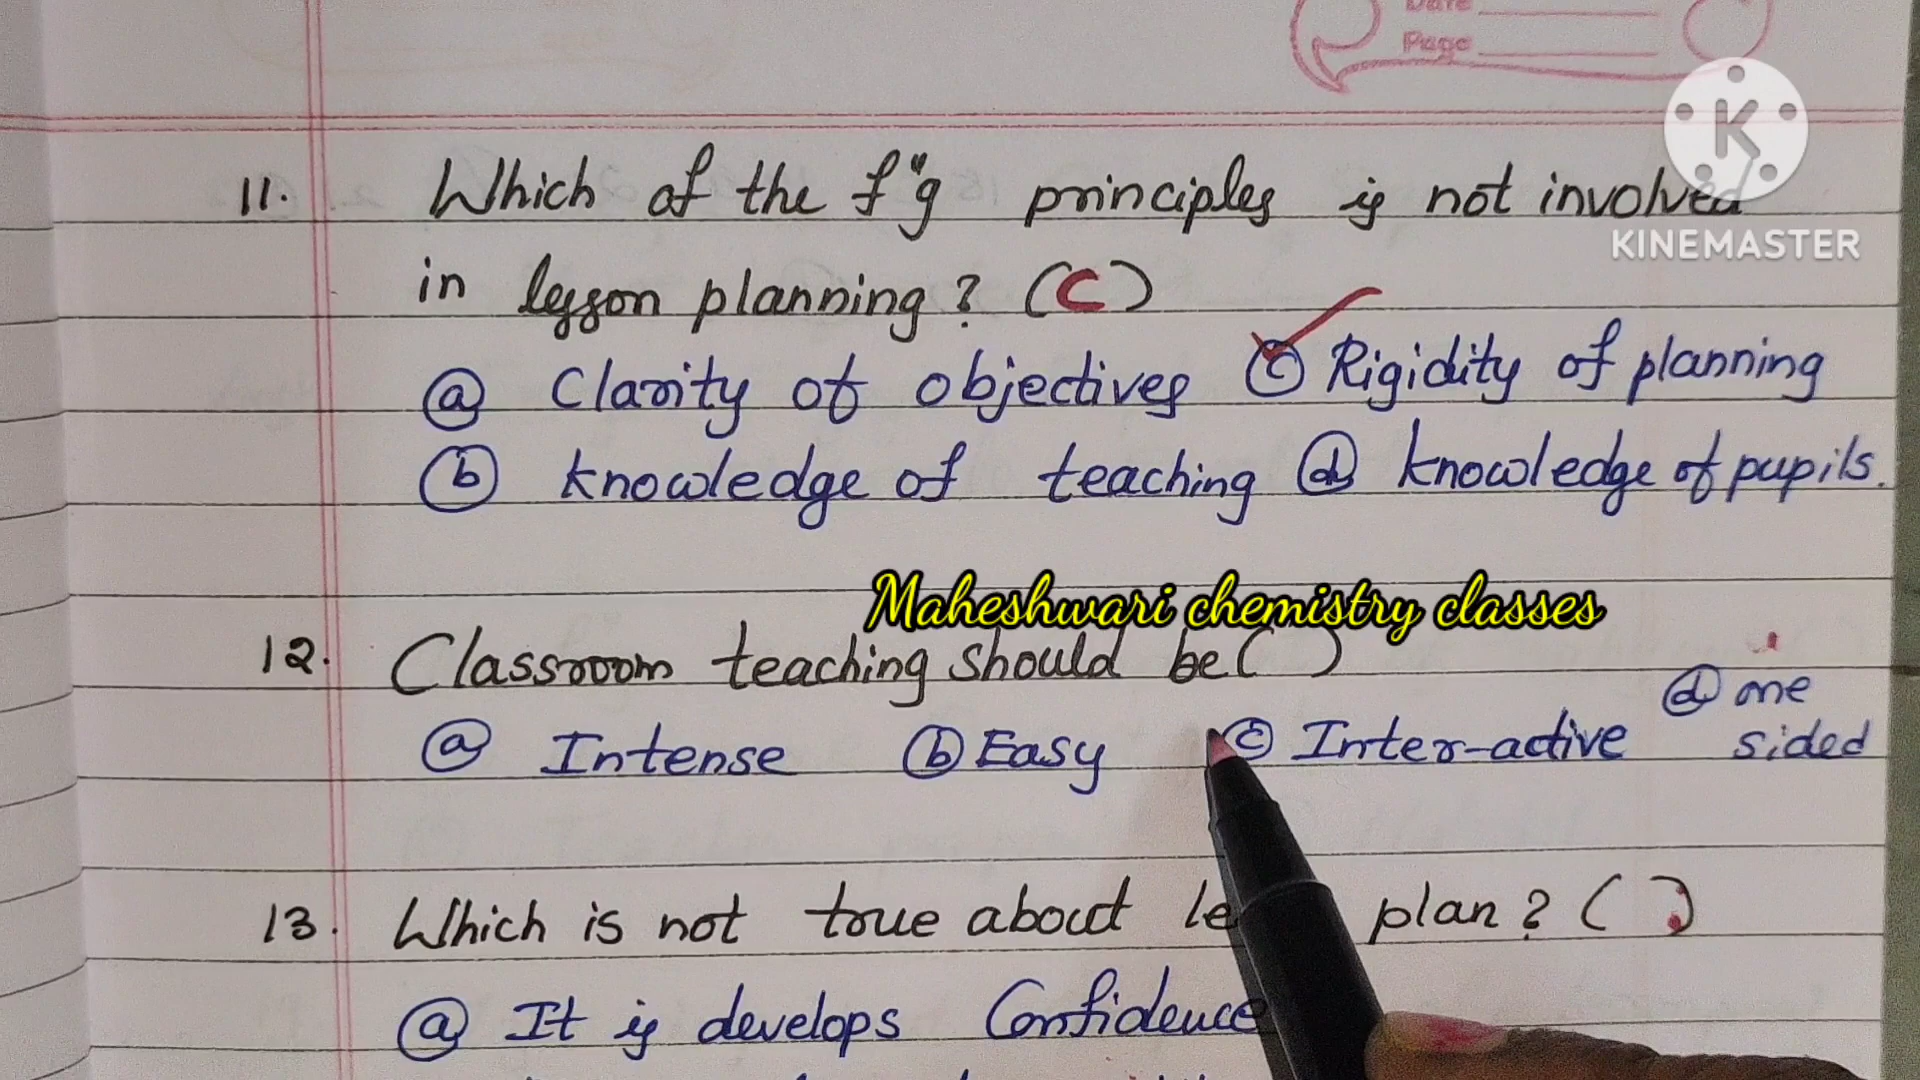 Date
Page
K
KINEMASTER
11. Which of the f"g principles is not involved
in lesson planning? (C)
(a) Clarity of objectives (c) Rigidity of planning
(b) knowledge of teaching (d) knowledge of pupils.
Maheshwari chemistry classes
12. Classroom teaching should be ( )
(a) Intense (b) Easy (c) Inter-active (d) one
sided
13. Which is not true about le plan? ( )
(a) It is develops Confidence